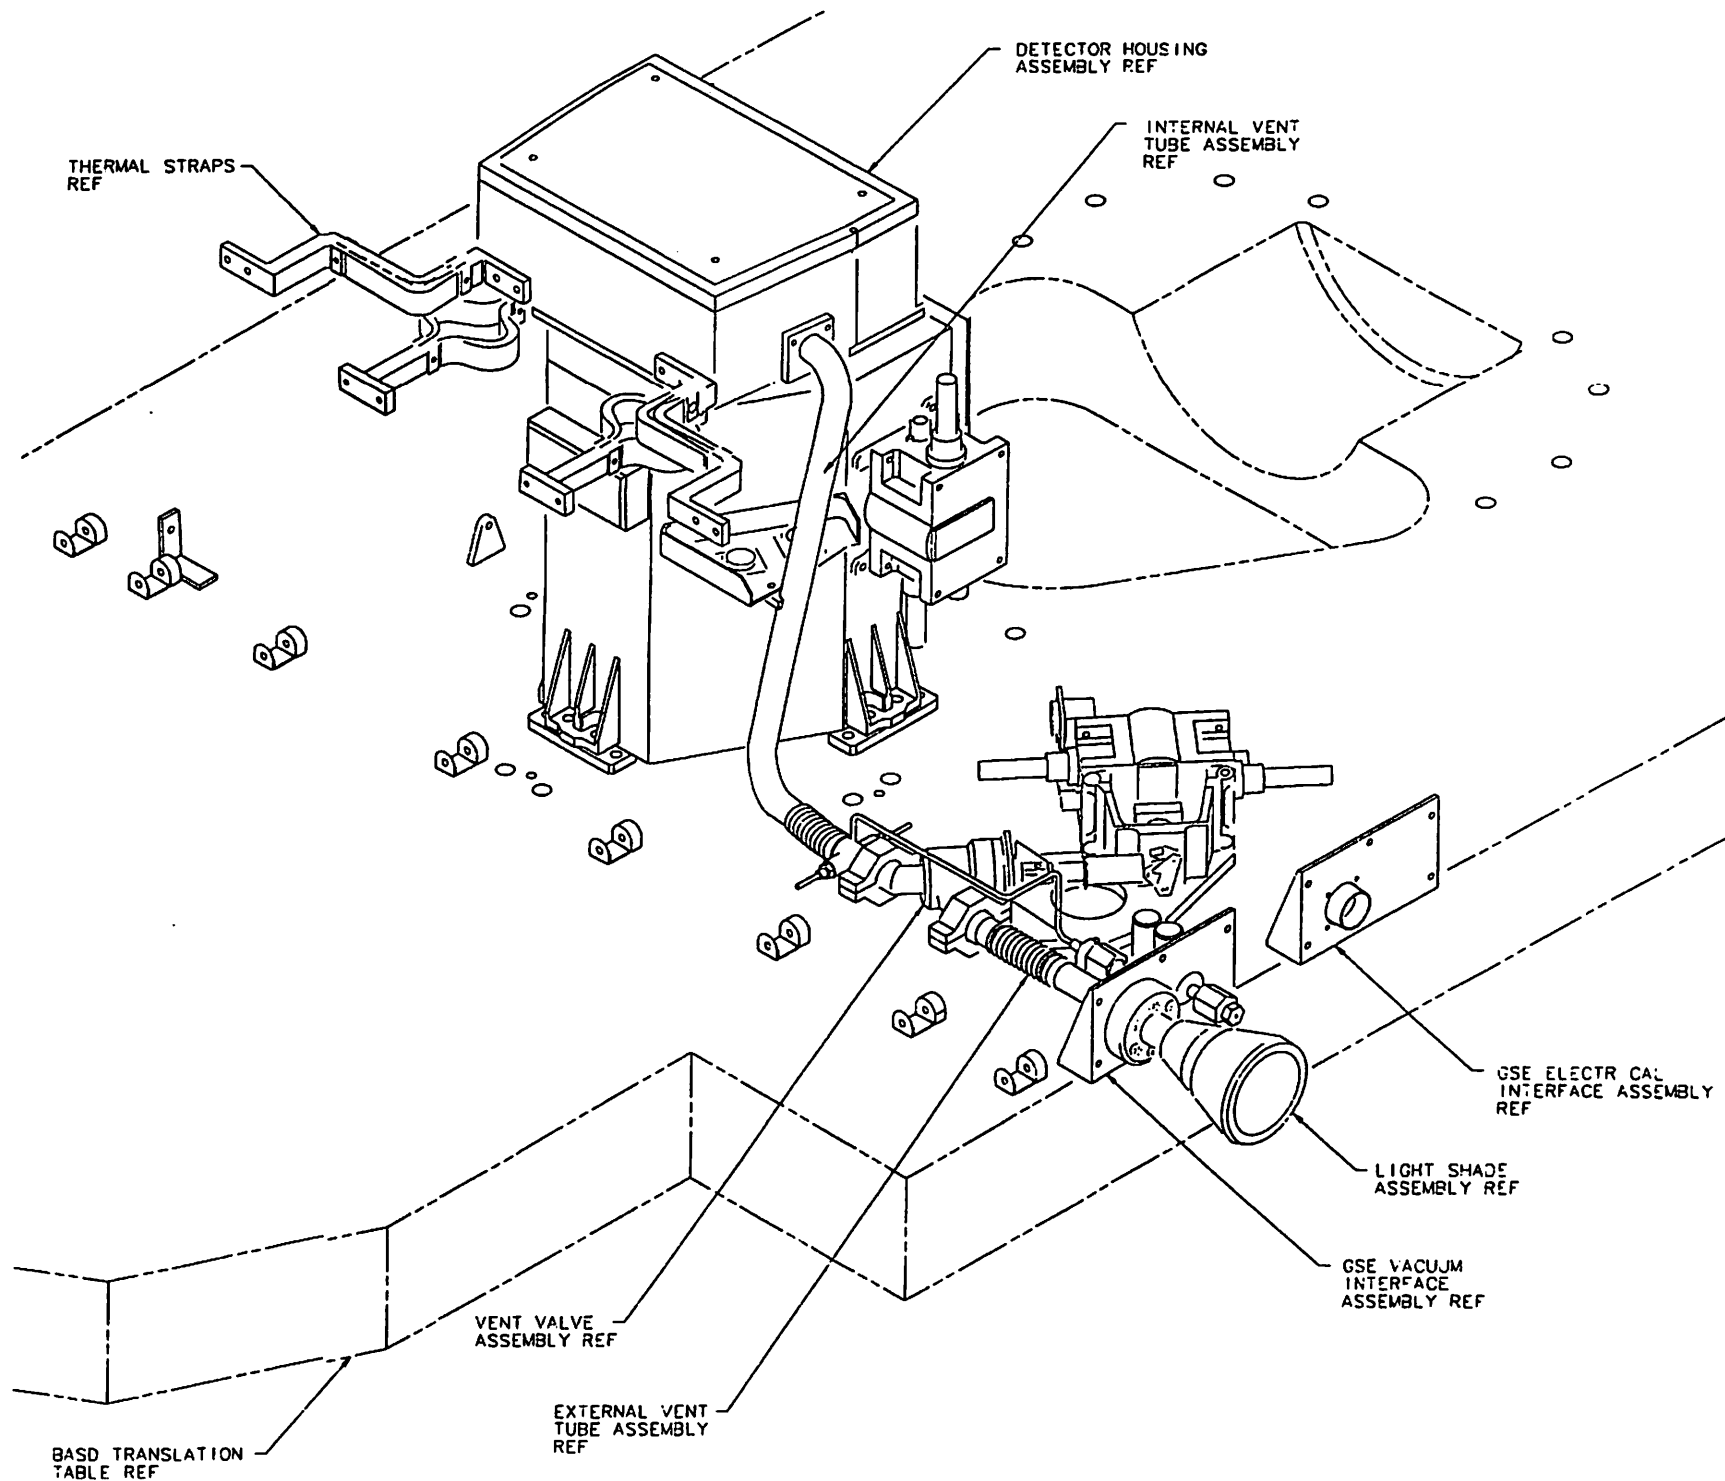 DETECTOR HOUSING
ASSEMBLY REF
INTERNAL VENT
TUBE ASSEMBLY
REF
THERMAL STRAPS
REF
GSE ELECTR CAL
INTERFACE ASSEMBLY
REF
LIGHT SHADE
ASSEMBLY REF
GSE VACUUM
INTERFACE
ASSEMBLY REF
VENT VALVE
ASSEMBLY REF
EXTERNAL VENT
TUBE ASSEMBLY
REF
BASD TRANSLATION
TABLE REF